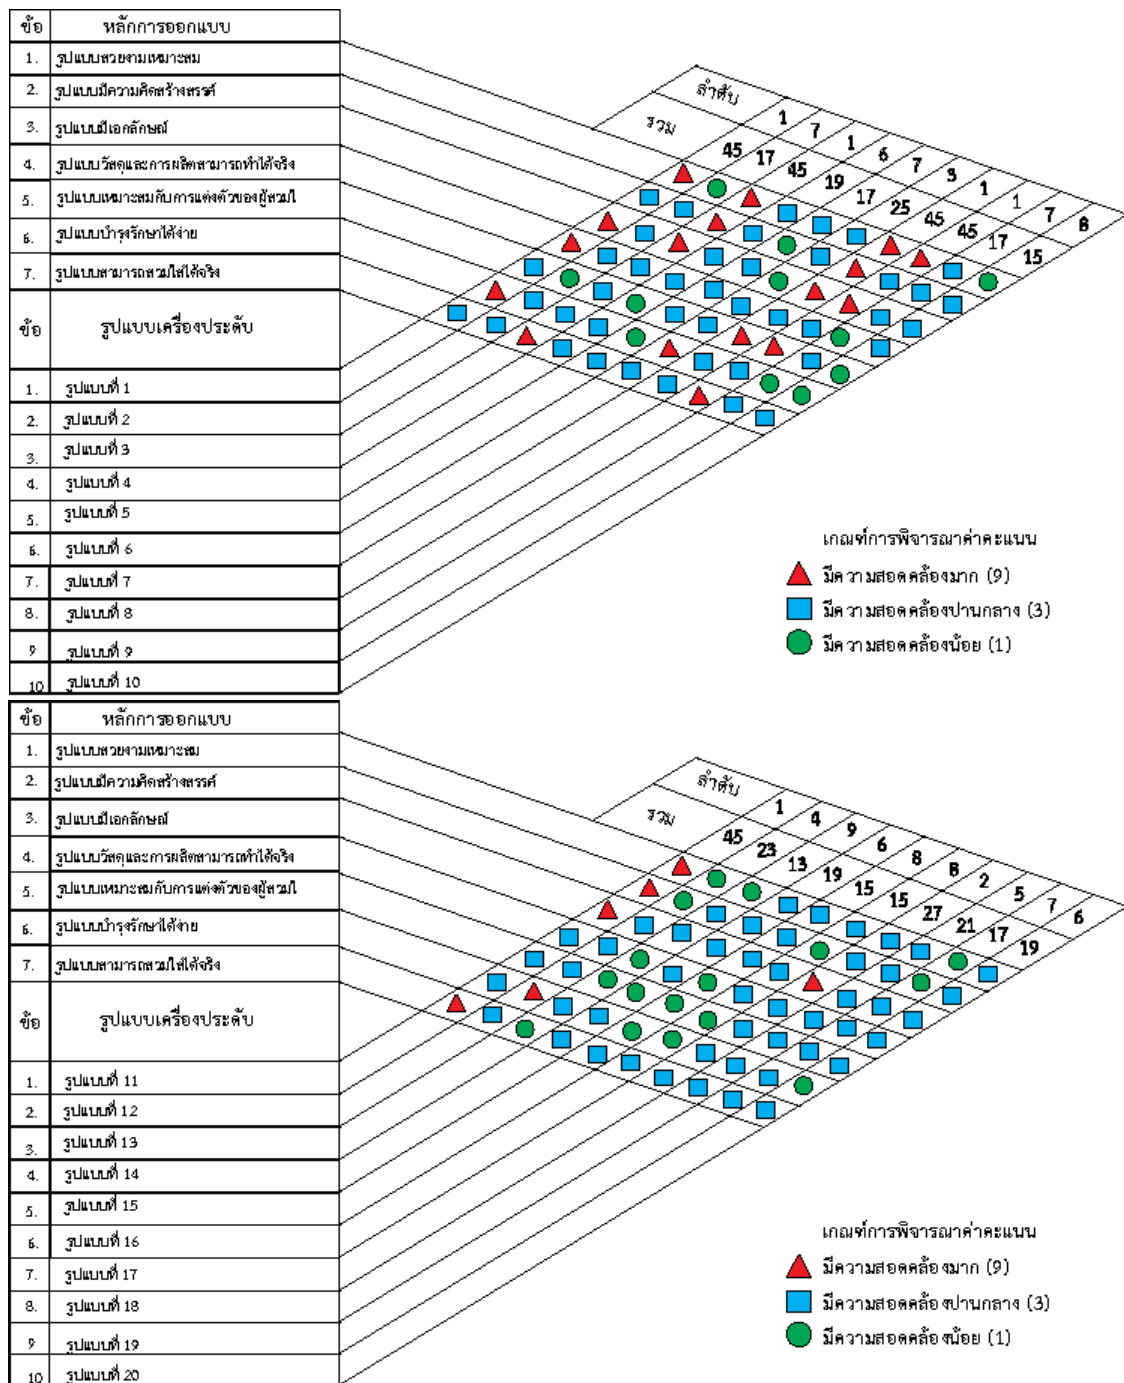 ข้อ หลักการออกแบบ
1. รูปแบบสวยงามเหมาะสม
2. รูปแบบมีความคิดสร้างสรรค์
3. รูปแบบมีเอกลักษณ์
4. รูปแบบวัสดุและการผลิตสามารถทำได้จริง
5. รูปแบบเหมาะสมกับการแต่งตัวของผู้สวมใ
6. รูปแบบบำรุงรักษาได้ง่าย
7. รูปแบบสามารถสวมใส่ได้จริง
ข้อ รูปแบบเครื่องประดับ
1. รูปแบบที่ 1
2. รูปแบบที่ 2
3. รูปแบบที่ 3
4. รูปแบบที่ 4
5. รูปแบบที่ 5
6. รูปแบบที่ 6
7. รูปแบบที่ 7
8. รูปแบบที่ 8
9 รูปแบบที่ 9
10 รูปแบบที่ 10
ลำดับ 1 7 1 6 7 3 1 1 7 8
รวม 45 17 45 19 17 25 45 45 17 15
เกณฑ์การพิจารณาค่าคะแนน
มีความสอดคล้องมาก (9)
มีความสอดคล้องปานกลาง (3)
มีความสอดคล้องน้อย (1)
ข้อ หลักการออกแบบ
1. รูปแบบสวยงามเหมาะสม
2. รูปแบบมีความคิดสร้างสรรค์
3. รูปแบบมีเอกลักษณ์
4. รูปแบบวัสดุและการผลิตสามารถทำได้จริง
5. รูปแบบเหมาะสมกับการแต่งตัวของผู้สวมใ
6. รูปแบบบำรุงรักษาได้ง่าย
7. รูปแบบสามารถสวมใส่ได้จริง
ข้อ รูปแบบเครื่องประดับ
1. รูปแบบที่ 11
2. รูปแบบที่ 12
3. รูปแบบที่ 13
4. รูปแบบที่ 14
5. รูปแบบที่ 15
6. รูปแบบที่ 16
7. รูปแบบที่ 17
8. รูปแบบที่ 18
9 รูปแบบที่ 19
10 รูปแบบที่ 20
ลำดับ 1 4 9 6 8 8 2 5 7 6
รวม 45 23 13 19 15 15 27 21 17 19
เกณฑ์การพิจารณาค่าคะแนน
มีความสอดคล้องมาก (9)
มีความสอดคล้องปานกลาง (3)
มีความสอดคล้องน้อย (1)